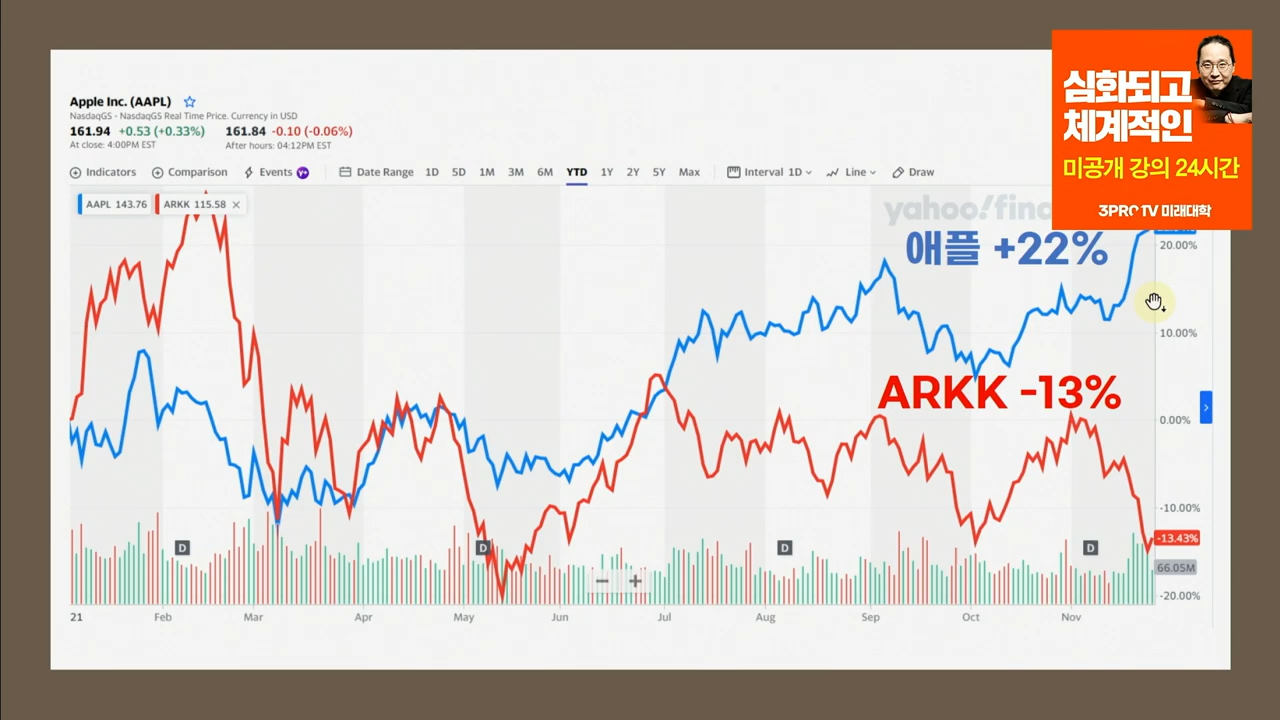 Apple Inc. (AAPL)
NasdaqGS - NasdaqGS Real Time Price. Currency in USD
161.94 +0.53 (+0.33%) 161.84 -0.10 (-0.06%)
At close: 4:00PM EST After hours: 04:12PM EST
Indicators Comparison Events Y+ Date Range 1D 5D 1M 3M 6M YTD 1Y 2Y 5Y Max Interval 1D Line Draw
AAPL 143.76 ARKK 115.58
심화되고
체계적인
미공개 강의 24시간
3PRO TV 미래대학
yahoo!fina
애플 +22%
20.00%
10.00%
ARKK -13%
0.00%
-10.00%
-13.43%
D D D D
66.05M
-20.00%
21 Feb Mar Apr May Jun Jul Aug Sep Oct Nov